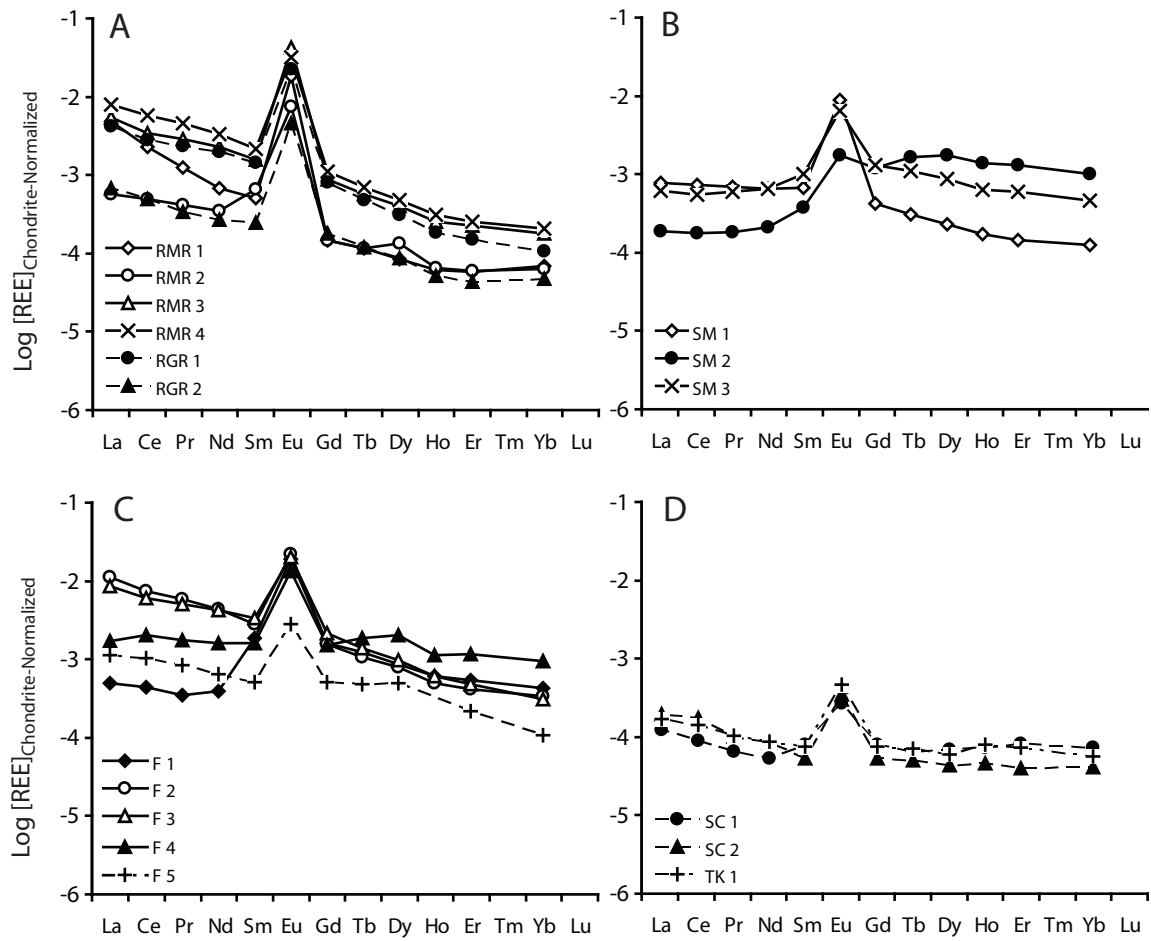 A
Log [REE]Chondrite-Normalized
-1
-2
-3
-4
-5
-6
RMR 1
RMR 2
RMR 3
RMR 4
RGR 1
RGR 2
La Ce Pr Nd Sm Eu Gd Tb Dy Ho Er Tm Yb Lu
B
-1
-2
-3
-4
-5
-6
SM 1
SM 2
SM 3
La Ce Pr Nd Sm Eu Gd Tb Dy Ho Er Tm Yb Lu
C
Log [REE]Chondrite-Normalized
-1
-2
-3
-4
-5
-6
F 1
F 2
F 3
F 4
F 5
La Ce Pr Nd Sm Eu Gd Tb Dy Ho Er Tm Yb Lu
D
-1
-2
-3
-4
-5
-6
SC 1
SC 2
TK 1
La Ce Pr Nd Sm Eu Gd Tb Dy Ho Er Tm Yb Lu